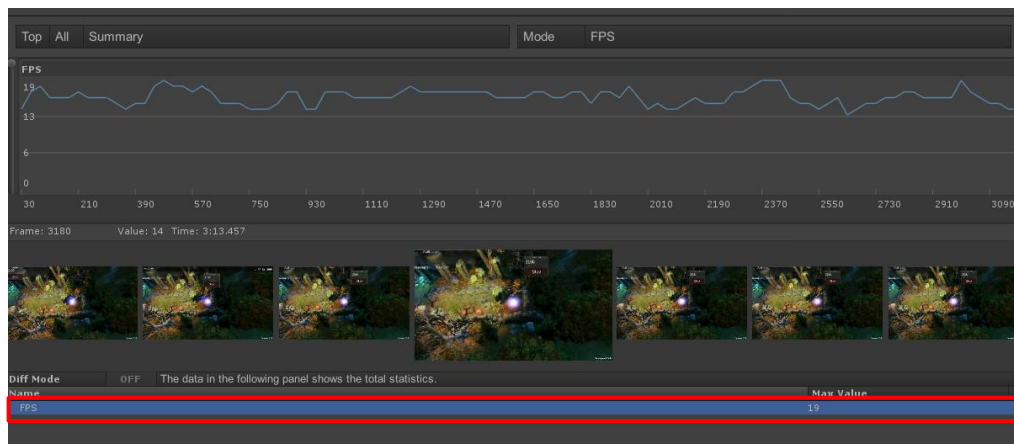 Top All Summary Mode FPS
FPS
19
13
6
0
30 210 390 570 750 930 1110 1290 1470 1650 1830 2010 2190 2370 2550 2730 2910 3090
Frame: 3180 Value: 14 Time: 3:13.457
Diff Mode OFF The data in the following panel shows the total statistics.
Name Max Value
FPS 19